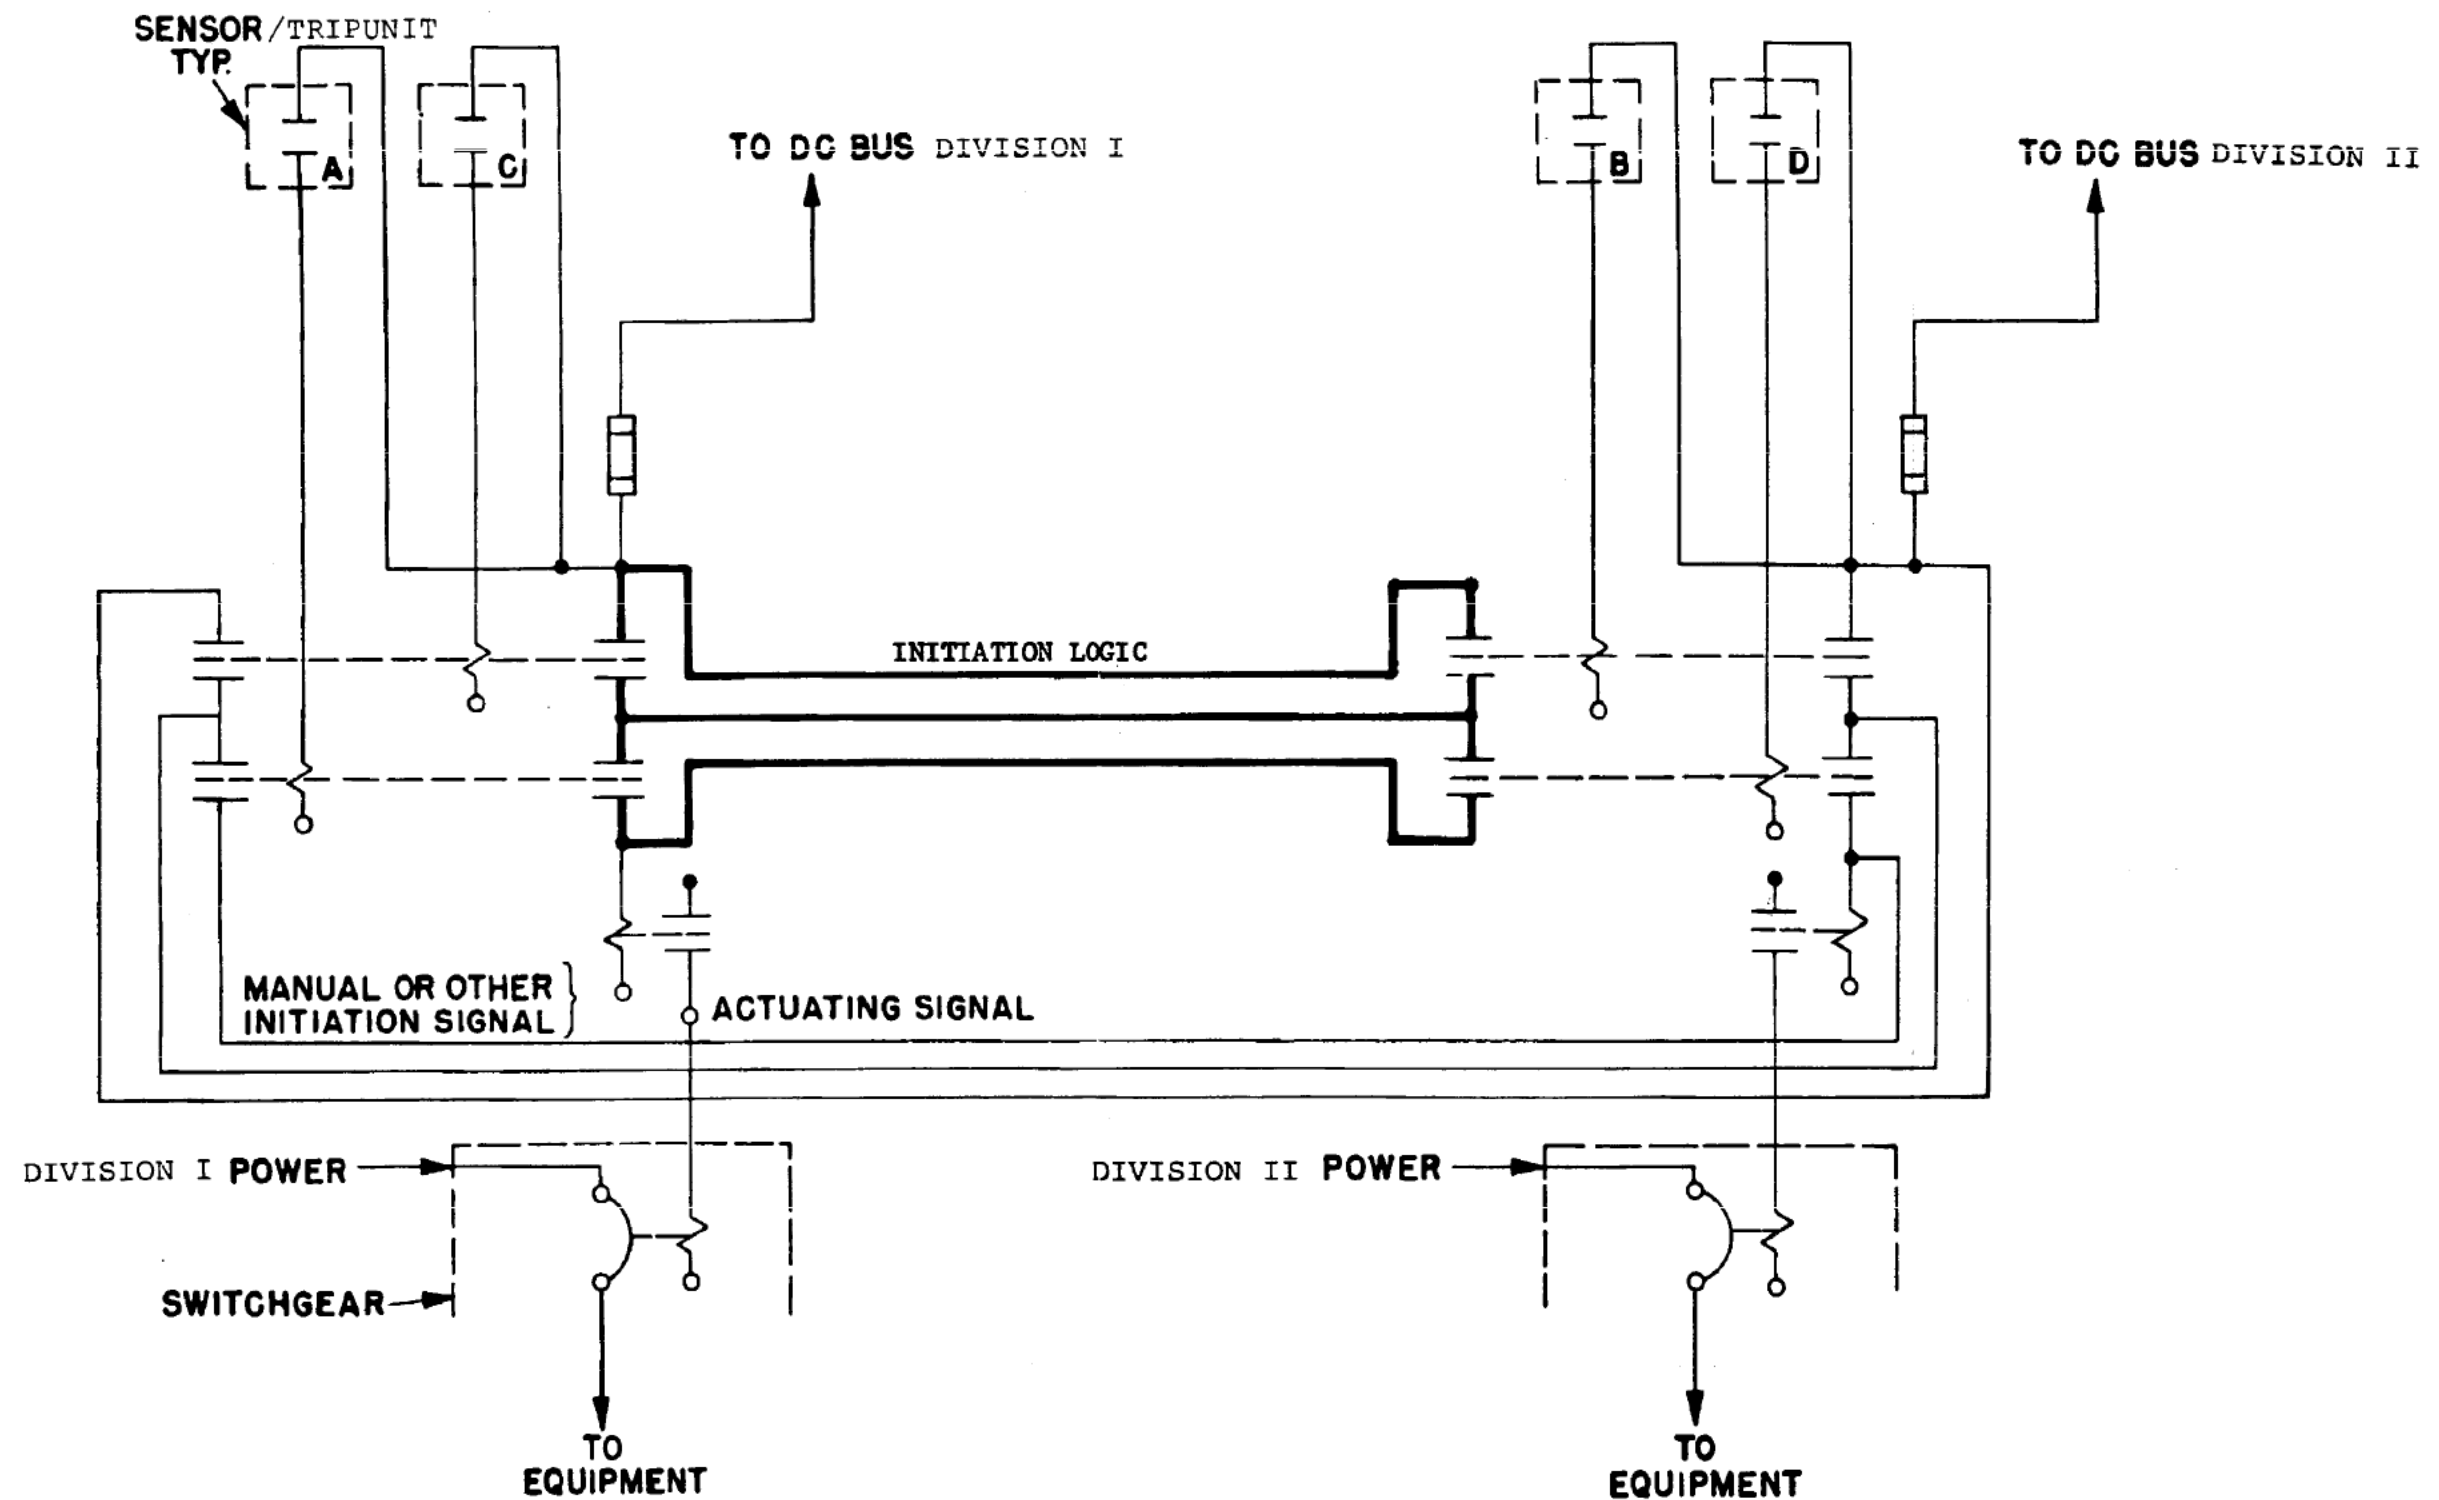 SENSOR/TRIPUNIT
TYP.
A
C
B
D
TO DC BUS DIVISION I
TO DC BUS DIVISION II
INITIATION LOGIC
MANUAL OR OTHER
INITIATION SIGNAL
ACTUATING SIGNAL
DIVISION I POWER
DIVISION II POWER
SWITCHGEAR
TO
EQUIPMENT
TO
EQUIPMENT